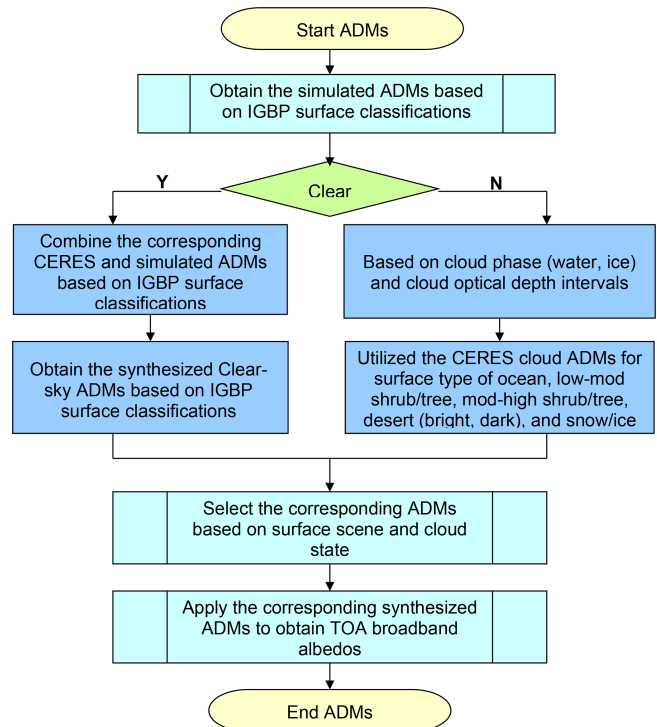 Start ADMs
Obtain the simulated ADMs based
on IGBP surface classifications
Clear
Y
N
Combine the corresponding
CERES and simulated ADMs
based on IGBP surface
classifications
Based on cloud phase (water, ice)
and cloud optical depth intervals
Obtain the synthesized Clear-
sky ADMs based on IGBP
surface classifications
Utilized the CERES cloud ADMs for
surface type of ocean, low-mod
shrub/tree, mod-high shrub/tree,
desert (bright, dark), and snow/ice
Select the corresponding ADMs
based on surface scene and cloud
state
Apply the corresponding synthesized
ADMs to obtain TOA broadband
albedos
End ADMs